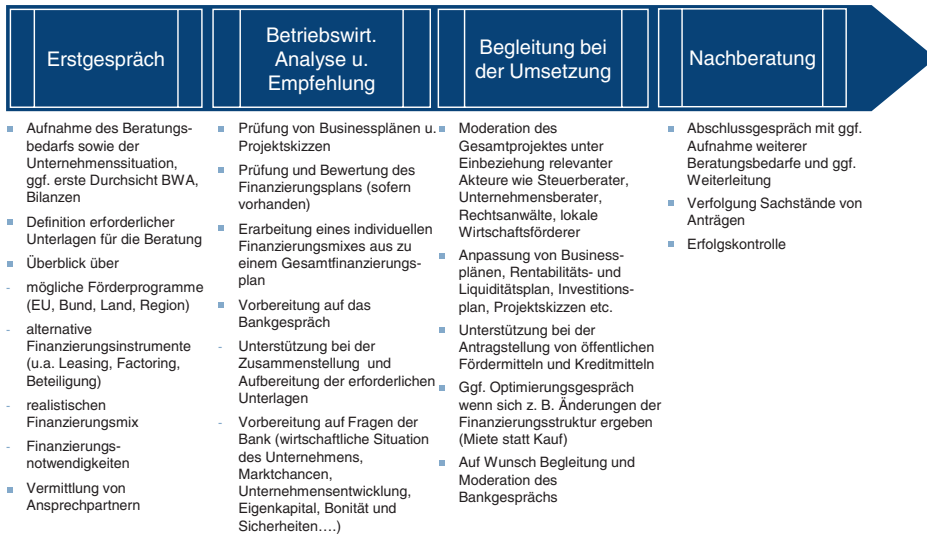 Erstgespräch
Betriebswirt.
Analyse u.
Empfehlung
Begleitung bei
der Umsetzung
Nachberatung
Aufnahme des Beratungs-
bedarfs sowie der
Unternehmenssituation,
ggf. erste Durchsicht BWA,
Bilanzen
Definition erforderlicher
Unterlagen für die Beratung
Überblick über
- mögliche Förderprogramme
(EU, Bund, Land, Region)
- alternative
Finanzierungsinstrumente
(u.a. Leasing, Factoring,
Beteiligung)
- realistischen
Finanzierungsmix
- Finanzierungs-
notwendigkeiten
Vermittlung von
Ansprechpartnern
Prüfung von Businessplänen u.
Projektskizzen
Prüfung und Bewertung des
Finanzierungsplans (sofern
vorhanden)
Erarbeitung eines individuellen
Finanzierungsmixes aus zu
einem Gesamtfinanzierungs-
plan
Vorbereitung auf das
Bankgespräch
- Unterstützung bei der
Zusammenstellung und
Aufbereitung der erforderlichen
Unterlagen
- Vorbereitung auf Fragen der
Bank (wirtschaftliche Situation
des Unternehmens,
Marktchancen,
Unternehmensentwicklung,
Eigenkapital, Bonität und
Sicherheiten….)
Moderation des
Gesamtprojektes unter
Einbeziehung relevanter
Akteure wie Steuerberater,
Unternehmensberater,
Rechtsanwälte, lokale
Wirtschaftsförderer
Anpassung von Business-
plänen, Rentabilitäts- und
Liquiditätsplan, Investitions-
plan, Projektskizzen etc.
Unterstützung bei der
Antragstellung von öffentlichen
Fördermitteln und Kreditmitteln
Ggf. Optimierungsgespräch
wenn sich z. B. Änderungen der
Finanzierungsstruktur ergeben
(Miete statt Kauf)
Auf Wunsch Begleitung und
Moderation des
Bankgesprächs
Abschlussgespräch mit ggf.
Aufnahme weiterer
Beratungsbedarfe und ggf.
Weiterleitung
Verfolgung Sachstände von
Anträgen
Erfolgskontrolle